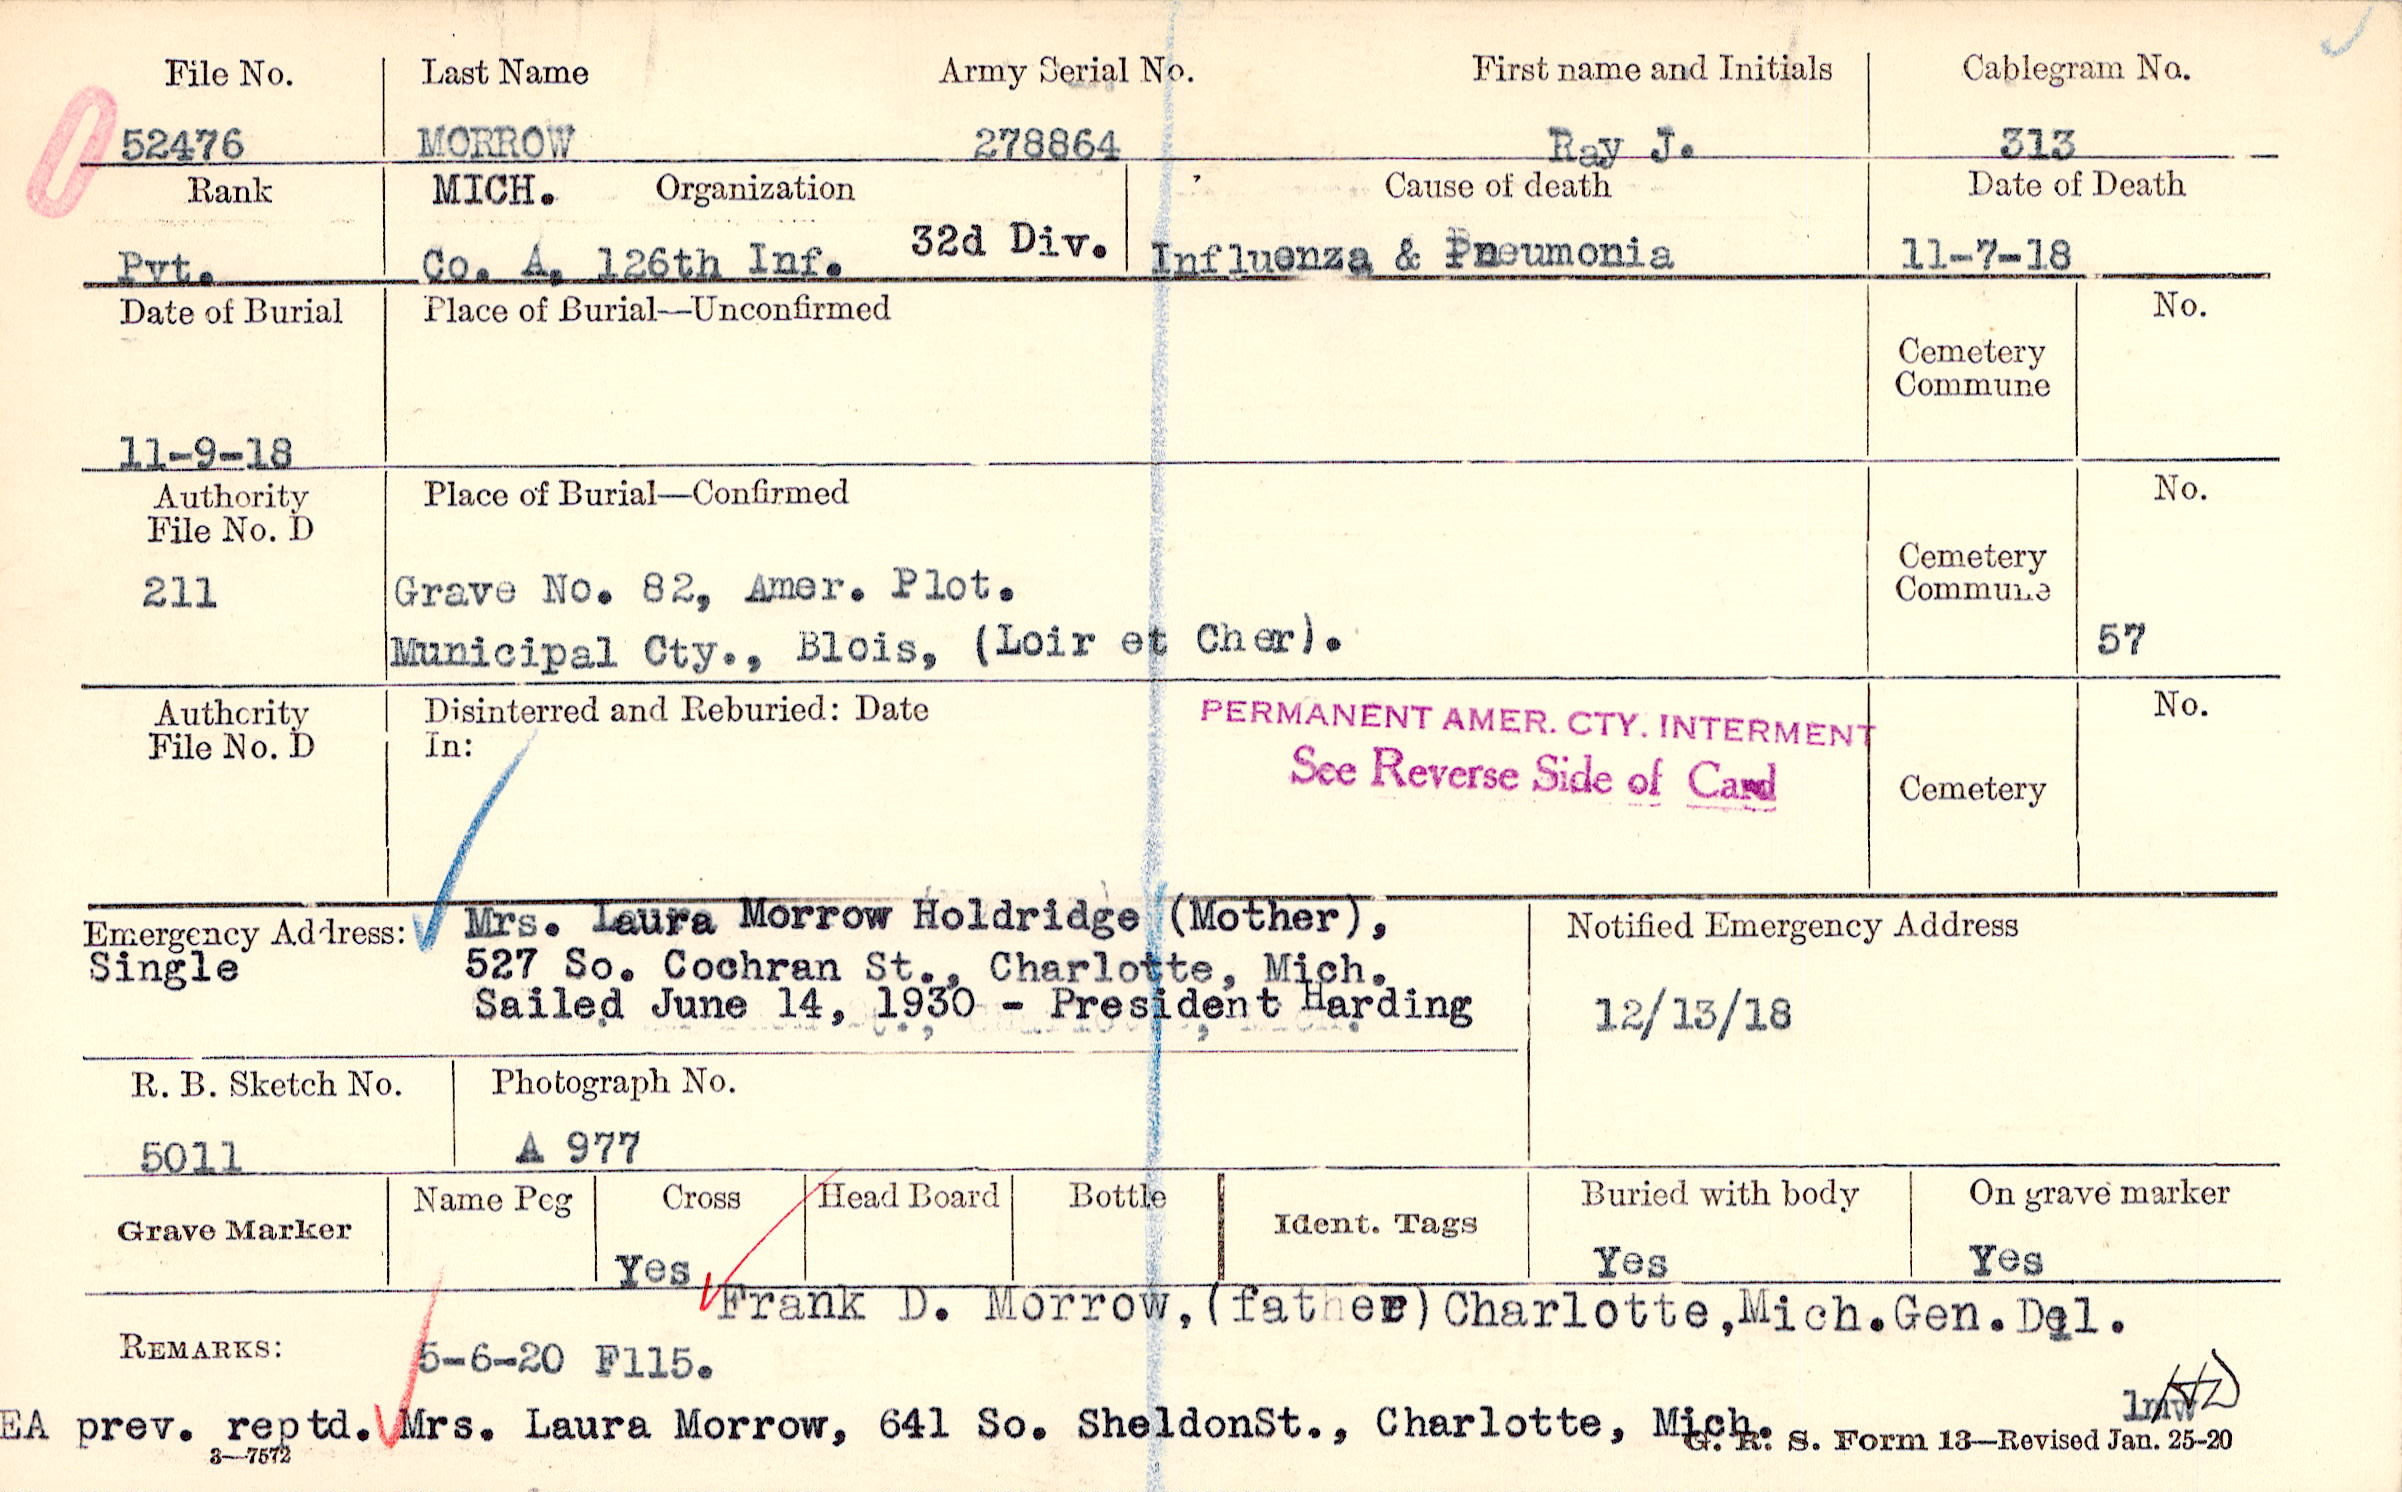 File No. Last Name Army Serial No. First name and Initials Cablegram No.
52476 MORROW 278864 Ray J. 313
Rank MICH. Organization Cause of death Date of Death
Pvt. Co. A, 126th Inf. 32d Div. Influenza & Pneumonia 11-7-18
Date of Burial Place of Burial—Unconfirmed No.
Cemetery
Commune
11-9-18
Authority Place of Burial—Confirmed No.
File No. D
Cemetery
Commune
211 Grave No. 82, Amer. Plot.
Municipal Cty., Blois, (Loir et Cher). 57
Authority Disinterred and Reburied: Date PERMANENT AMER. CTY. INTERMENT No.
File No. D In:
See Reverse Side of Card Cemetery
Emergency Address: Mrs. Laura Morrow Holdridge (Mother), Notified Emergency Address
Single 527 So. Cochran St., Charlotte, Mich.
Sailed June 14, 1930 - President Harding 12/13/18
R. B. Sketch No. Photograph No.
5011 A 977
Grave Marker Name Peg Cross Head Board Bottle Ident. Tags Buried with body On grave marker
Yes Yes Yes
Frank D. Morrow,(father)Charlotte,Mich.Gen.Del.
REMARKS: 5-6-20 F115.
lmw
EA prev. reptd. Mrs. Laura Morrow, 641 So. SheldonSt., Charlotte, Mich.
3—7572 G. R. S. Form 13—Revised Jan. 25-20